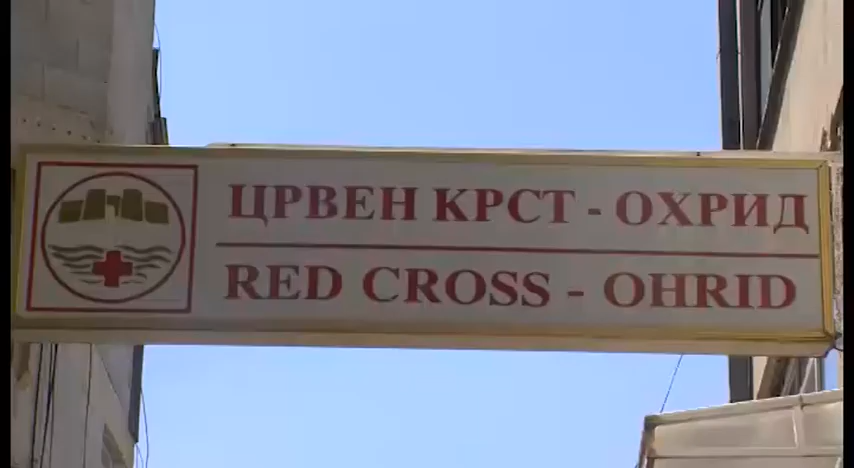 ЦРВЕН КРСТ - ОХРИД
RED CROSS - OHRID